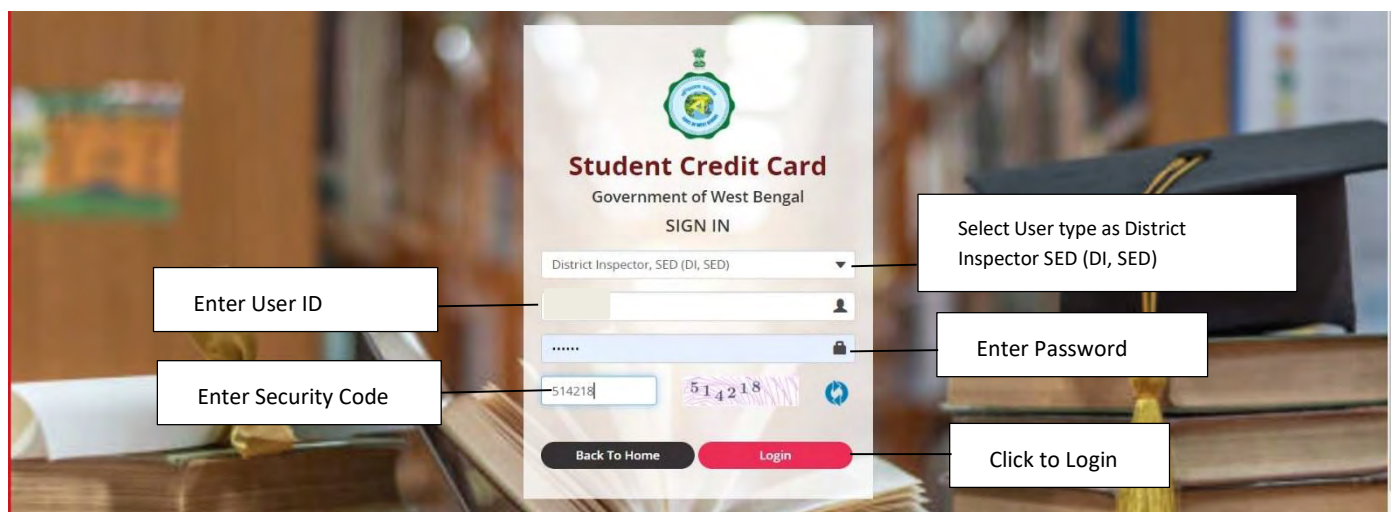 Student Credit Card
Government of West Bengal
SIGN IN
Select User type as District
Inspector SED (DI, SED)
District Inspector, SED (DI, SED)
Enter User ID
......
Enter Password
Enter Security Code
514218
514218
Back To Home
Login
Click to Login